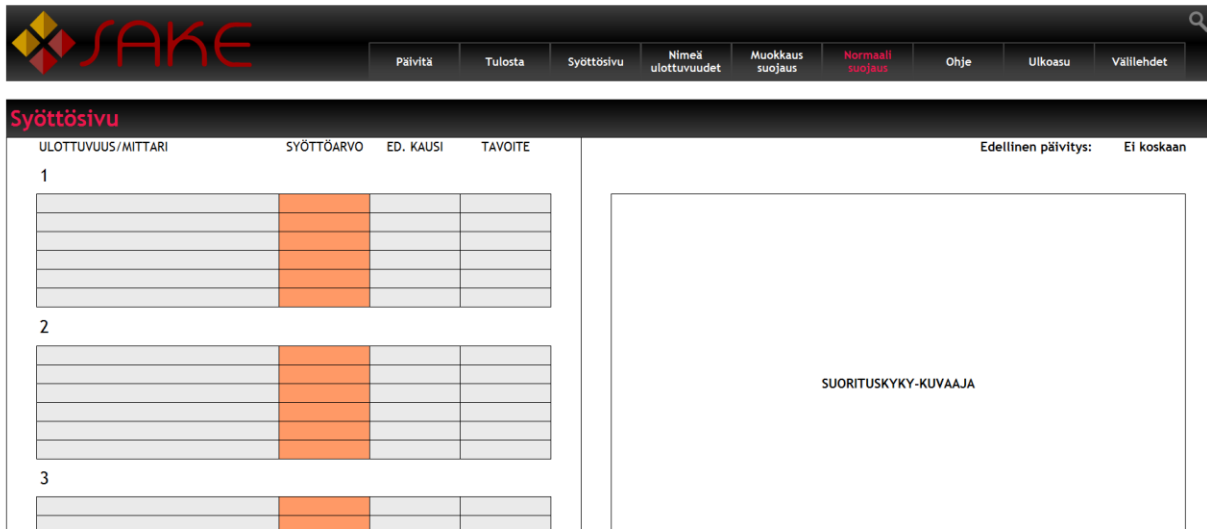 SAKE
Päivitä
Tulosta
Syöttösivu
Nimeä
ulottuvuudet
Muokkaus
suojaus
Normaali
suojaus
Ohje
Ulkoasu
Välilehdet
Syöttösivu
ULOTTUVUUS/MITTARI SYÖTTÖARVO ED. KAUSI TAVOITE
Edellinen päivitys: Ei koskaan
1
2
3
SUORITUSKYKY-KUVAAJA